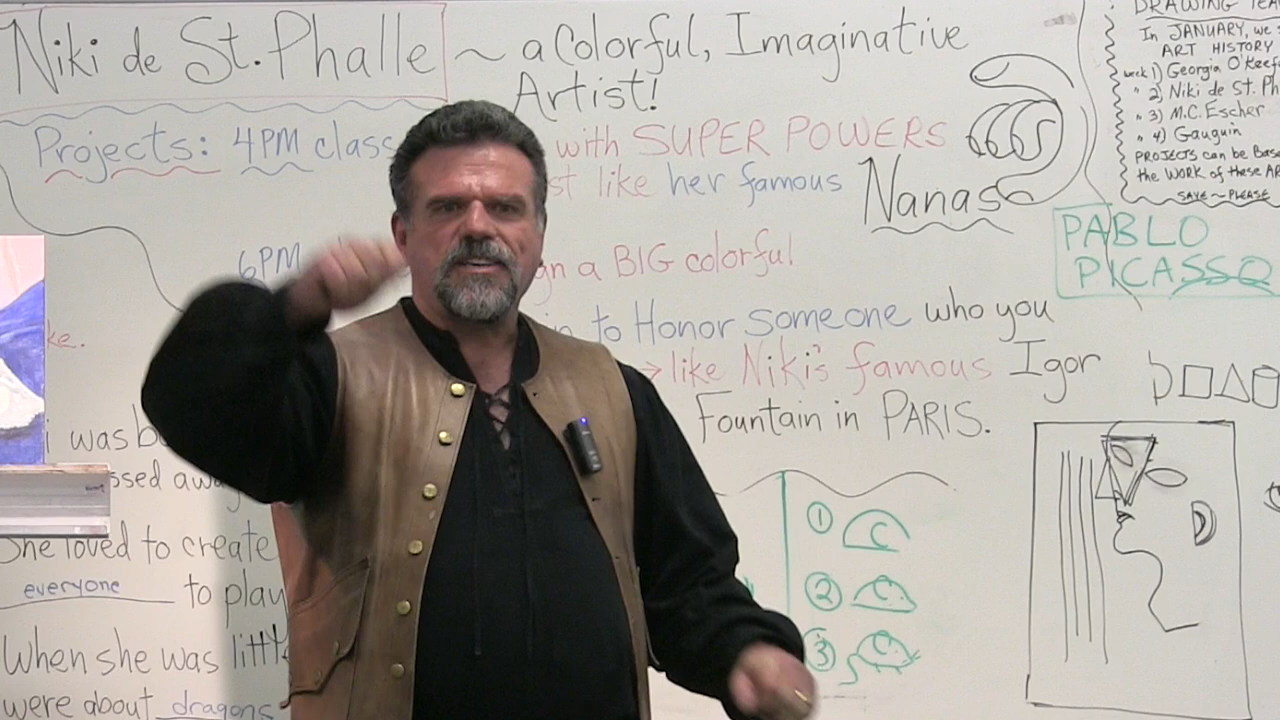 Niki de St. Phalle ~ a Colorful, Imaginative
Artist!
Projects: 4PM class
with SUPER POWERS
like her famous Nanas
6PM
a BIG colorful
to Honor someone who you
→ like Niki's famous Igor
Fountain in PARIS.
ke.
i was b
ssed away
She loved to create
everyone to play
When she was
were about dragons
1
2
3
DRAWING
In JANUARY, we
ART HISTORY
week 1) Georgia O'Keef
" 2) Niki de St. Ph
" 3) M.C. Escher
" 4) Gauguin
PROJECTS can be Base
the WORK of these
SAVE ~ PLEASE
PABLO
PICASSO